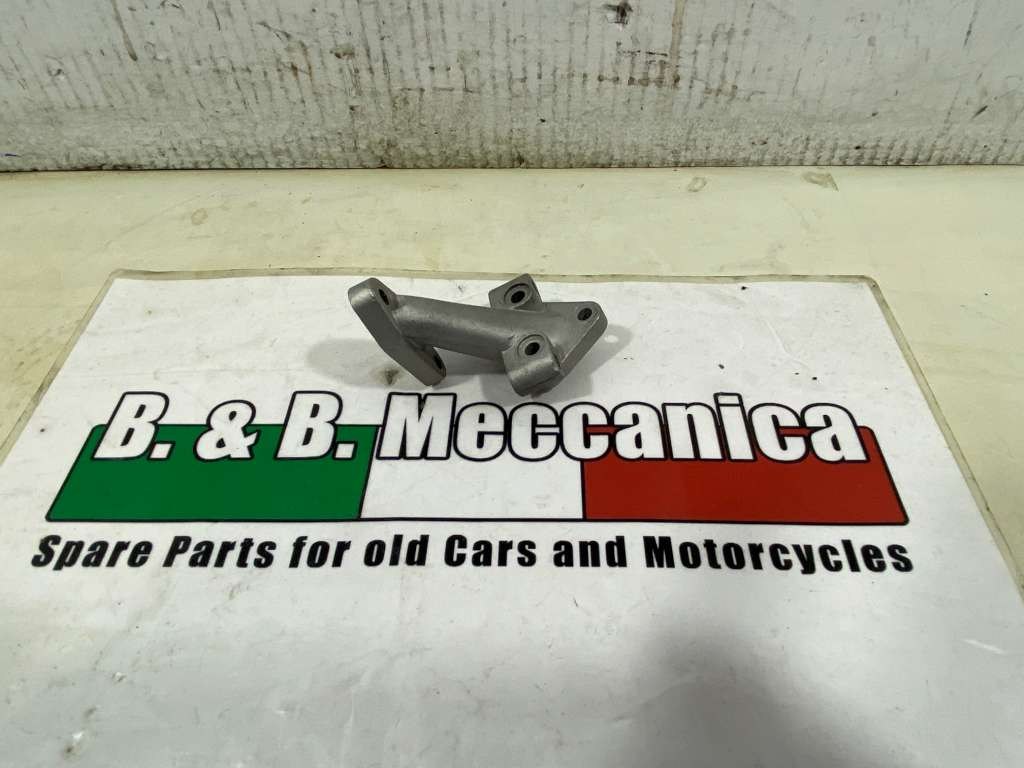 B. & B. Meccanica
Spare Parts for old Cars and Motorcycles